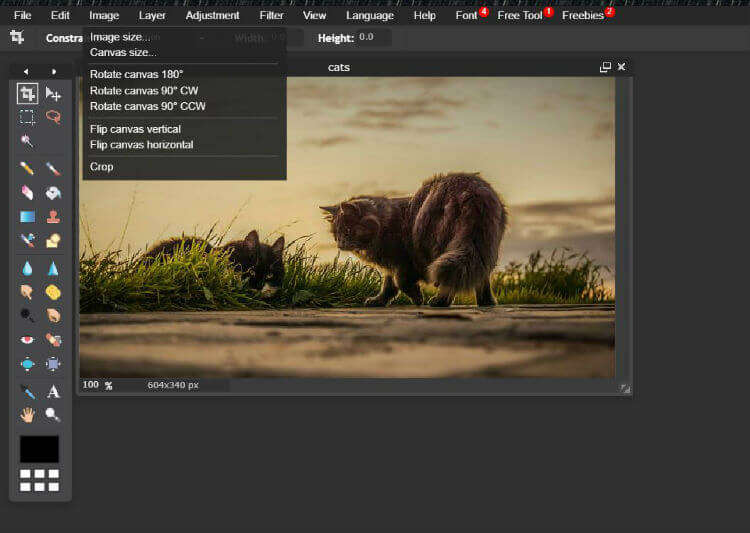 File Edit Image Layer Adjustment Filter View Language Help Font 4 Free Tool 1 Freebies 2
Constra Width: 0.0 Height: 0.0
Image size...
Canvas size...
Rotate canvas 180°
Rotate canvas 90° CW
Rotate canvas 90° CCW
Flip canvas vertical
Flip canvas horizontal
Crop
cats
A
100 % 604x340 px